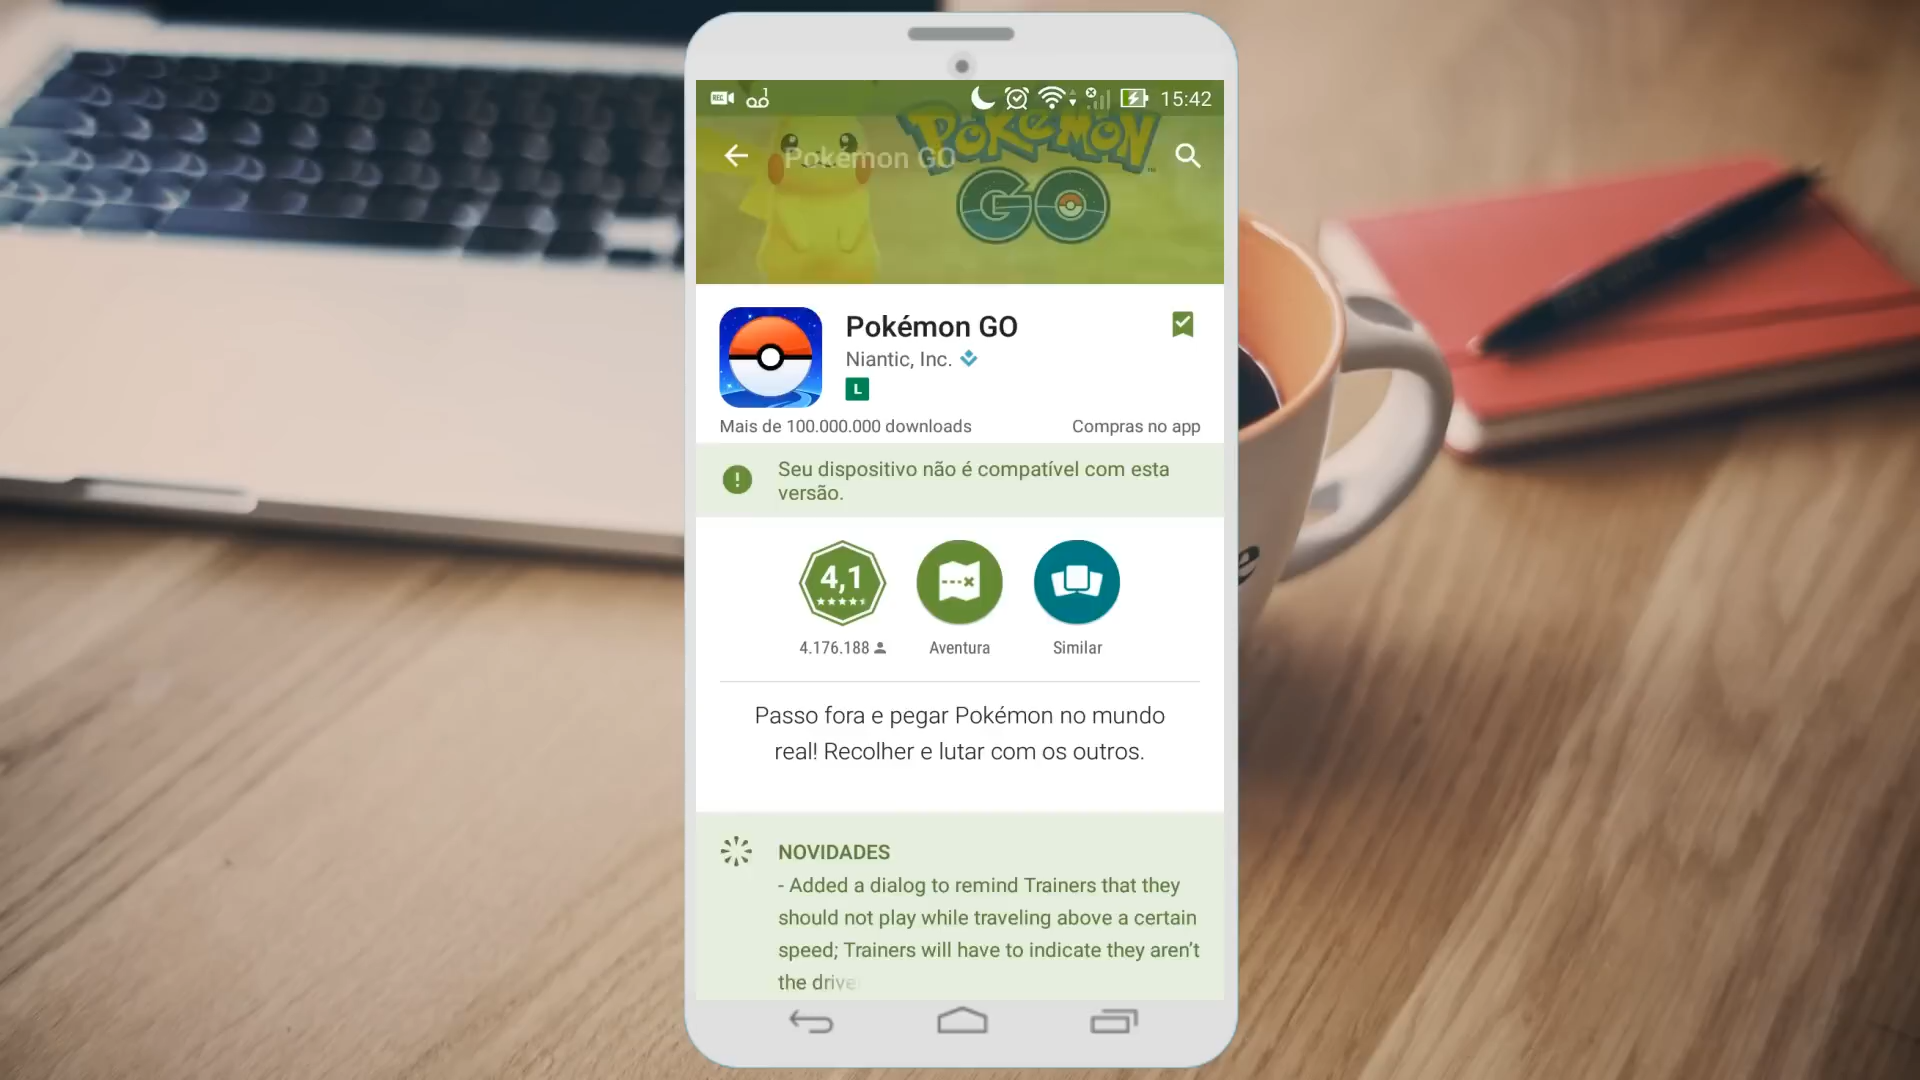 REC 1 15:42
Pokémon GO
POKÉMON
GO
Pokémon GO
Niantic, Inc.
L
Mais de 100.000.000 downloads Compras no app
Seu dispositivo não é compatível com esta
versão.
4,1
4.176.188 Aventura Similar
Passo fora e pegar Pokémon no mundo
real! Recolher e lutar com os outros.
NOVIDADES
- Added a dialog to remind Trainers that they
should not play while traveling above a certain
speed; Trainers will have to indicate they aren't
the drive